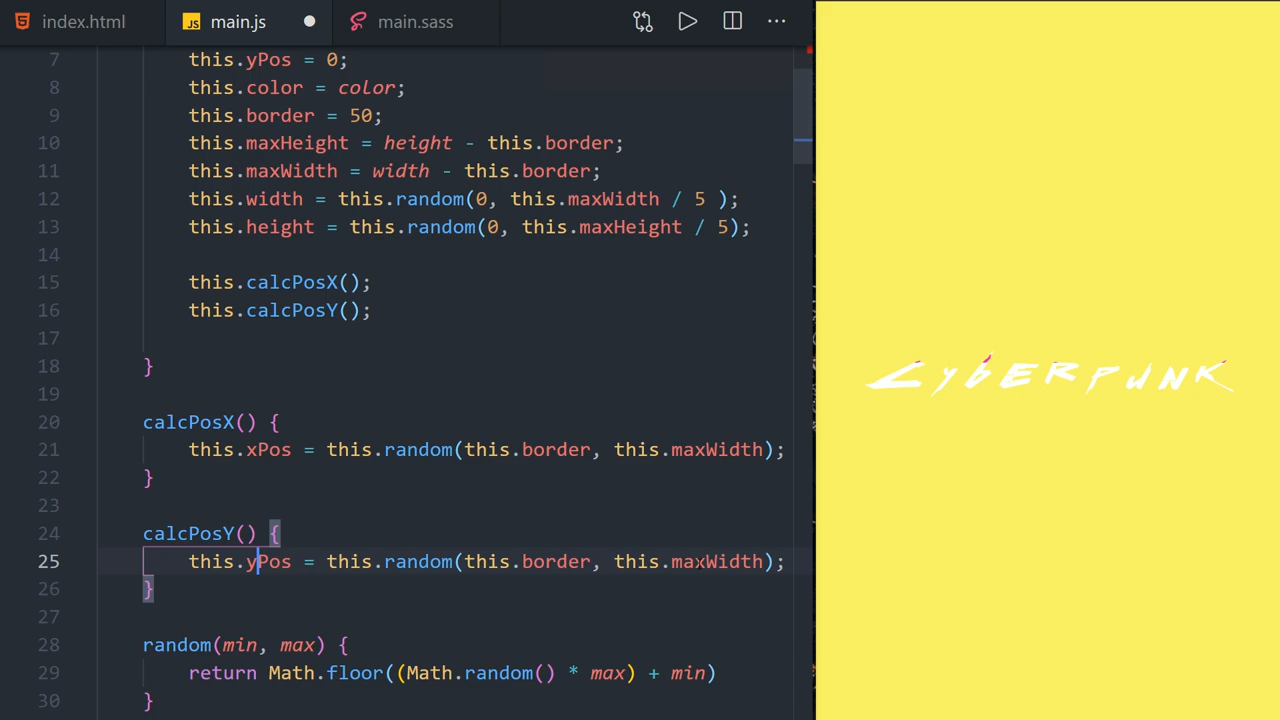 index.html
JS main.js
main.sass
7 this.yPos = 0;
8 this.color = color;
9 this.border = 50;
10 this.maxHeight = height - this.border;
11 this.maxWidth = width - this.border;
12 this.width = this.random(0, this.maxWidth / 5 );
13 this.height = this.random(0, this.maxHeight / 5);
14
15 this.calcPosX();
16 this.calcPosY();
17
18 }
19
20 calcPosX() {
21 this.xPos = this.random(this.border, this.maxWidth);
22 }
23
24 calcPosY() {
25 this.yPos = this.random(this.border, this.maxWidth);
26 }
27
28 random(min, max) {
29 return Math.floor((Math.random() * max) + min)
30 }
CYBERPUNK